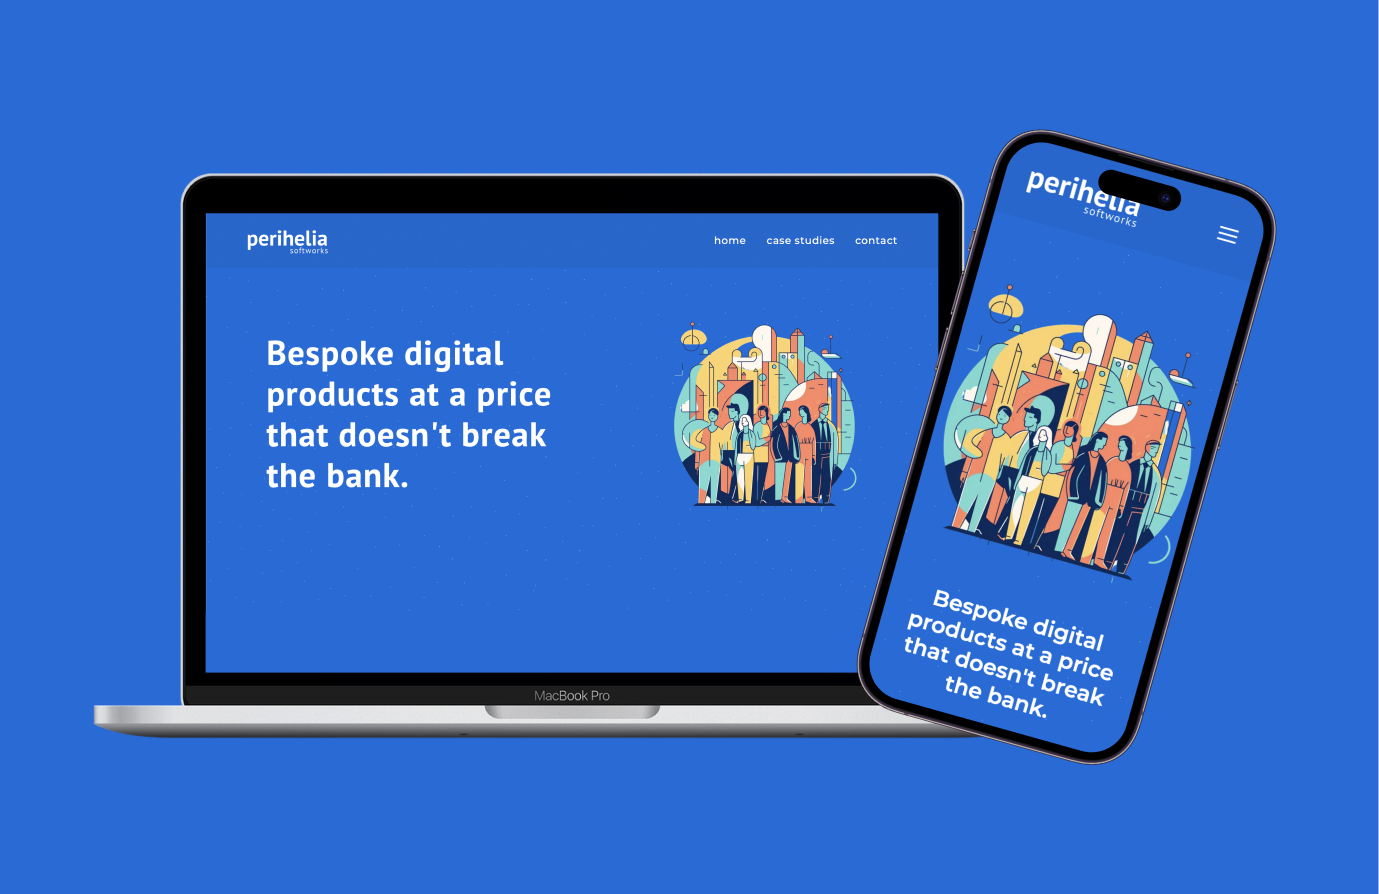 perihelia
softworks
home case studies contact
Bespoke digital
products at a price
that doesn't break
the bank.
MacBook Pro
perihelia
softworks
Bespoke digital
products at a price
that doesn't break
the bank.